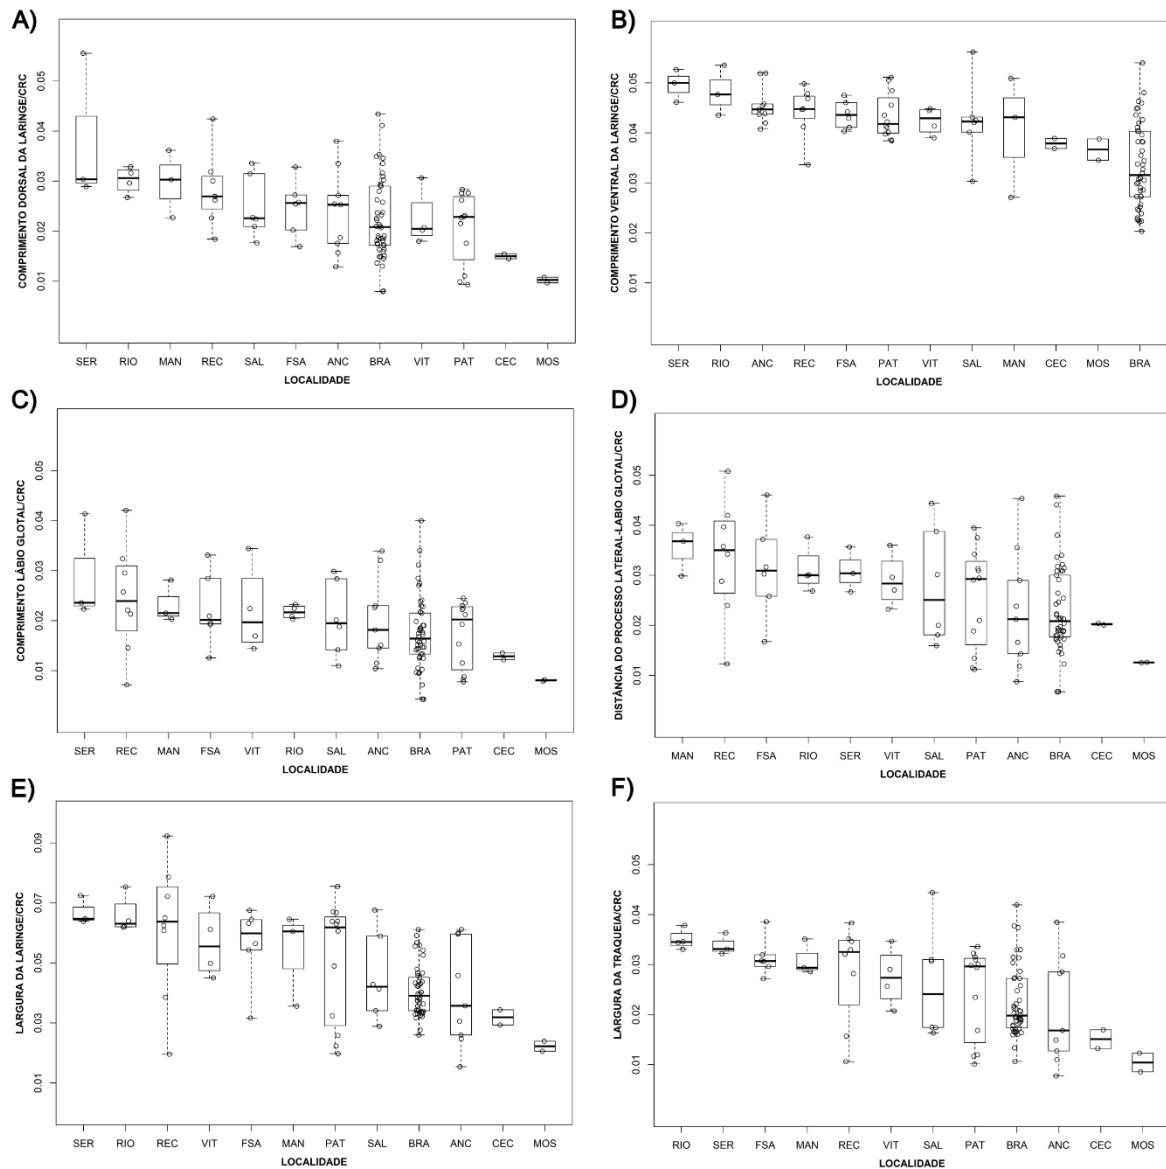 A)
COMPRIMENTO DORSAL DA LARINGE/CRC
0.05
0.04
0.03
0.02
0.01
SER RIO MAN REC SAL FSA ANC BRA VIT PAT CEC MOS
LOCALIDADE
B)
COMPRIMENTO VENTRAL DA LARINGE/CRC
0.05
0.04
0.03
0.02
0.01
SER RIO ANC REC FSA PAT VIT SAL MAN CEC MOS BRA
LOCALIDADE
C)
COMPRIMENTO LÁBIO GLOTAL/CRC
0.05
0.04
0.03
0.02
0.01
SER REC MAN FSA VIT RIO SAL ANC BRA PAT CEC MOS
LOCALIDADE
D)
DISTÂNCIA DO PROCESSO LATERAL-LABIO GLOTAL/CRC
0.05
0.04
0.03
0.02
0.01
MAN REC FSA RIO SER VIT SAL PAT ANC BRA CEC MOS
LOCALIDADE
E)
LARGURA DA LARINGE/CRC
0.09
0.07
0.05
0.03
0.01
SER RIO REC VIT FSA MAN PAT SAL BRA ANC CEC MOS
LOCALIDADE
F)
LARGURA DA TRAQUEIA/CRC
0.05
0.04
0.03
0.02
0.01
RIO SER FSA MAN REC VIT SAL PAT BRA ANC CEC MOS
LOCALIDADE